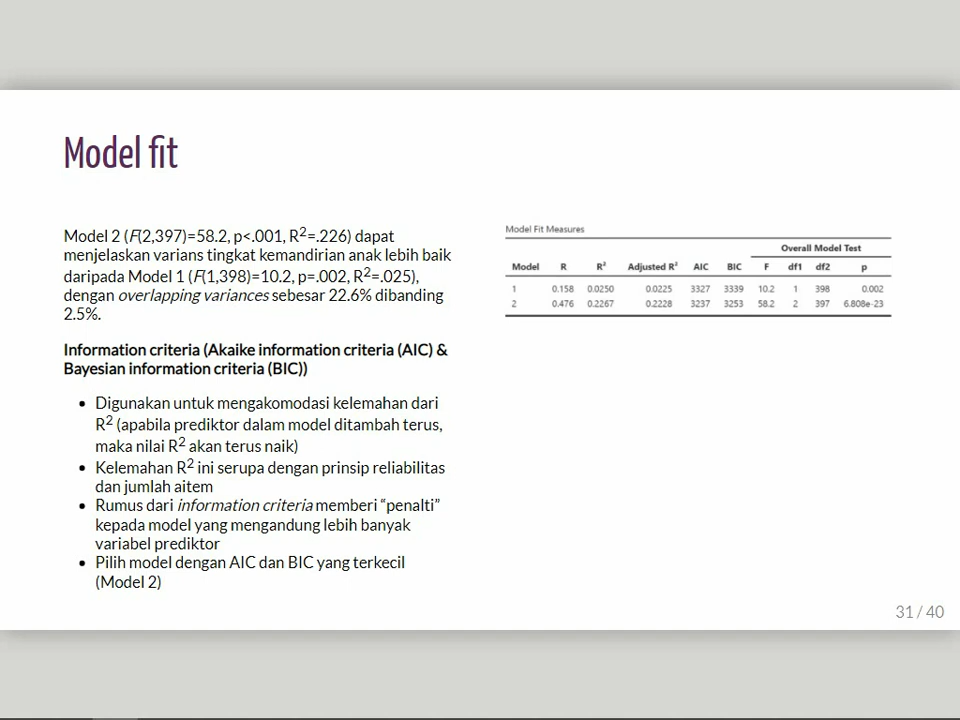 Model fit
Model 2 (F(2,397)=58.2, p<.001, R²=.226) dapat
menjelaskan varians tingkat kemandirian anak lebih baik
daripada Model 1 (F(1,398)=10.2, p=.002, R²=.025),
dengan overlapping variances sebesar 22.6% dibanding
2.5%.
Information criteria (Akaike information criteria (AIC) &
Bayesian information criteria (BIC))
• Digunakan untuk mengakomodasi kelemahan dari
R² (apabila prediktor dalam model ditambah terus,
maka nilai R² akan terus naik)
• Kelemahan R² ini serupa dengan prinsip reliabilitas
dan jumlah aitem
• Rumus dari information criteria memberi “penalti”
kepada model yang mengandung lebih banyak
variabel prediktor
• Pilih model dengan AIC dan BIC yang terkecil
(Model 2)
Model Fit Measures
Overall Model Test
Model R R² Adjusted R² AIC BIC F df1 df2 p
1 0.158 0.0250 0.0225 3327 3339 10.2 1 398 0.002
2 0.476 0.2267 0.2228 3237 3253 58.2 2 397 6.808e-23
31 / 40